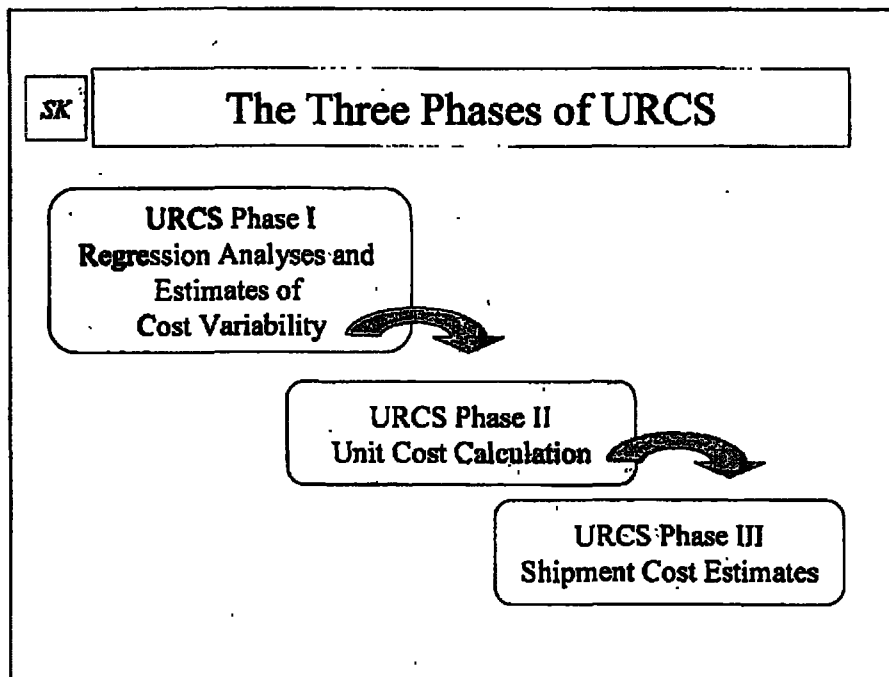 SK
The Three Phases of URCS
URCS Phase I
Regression Analyses and
Estimates of
Cost Variability
URCS Phase II
Unit Cost Calculation
URCS Phase III
Shipment Cost Estimates